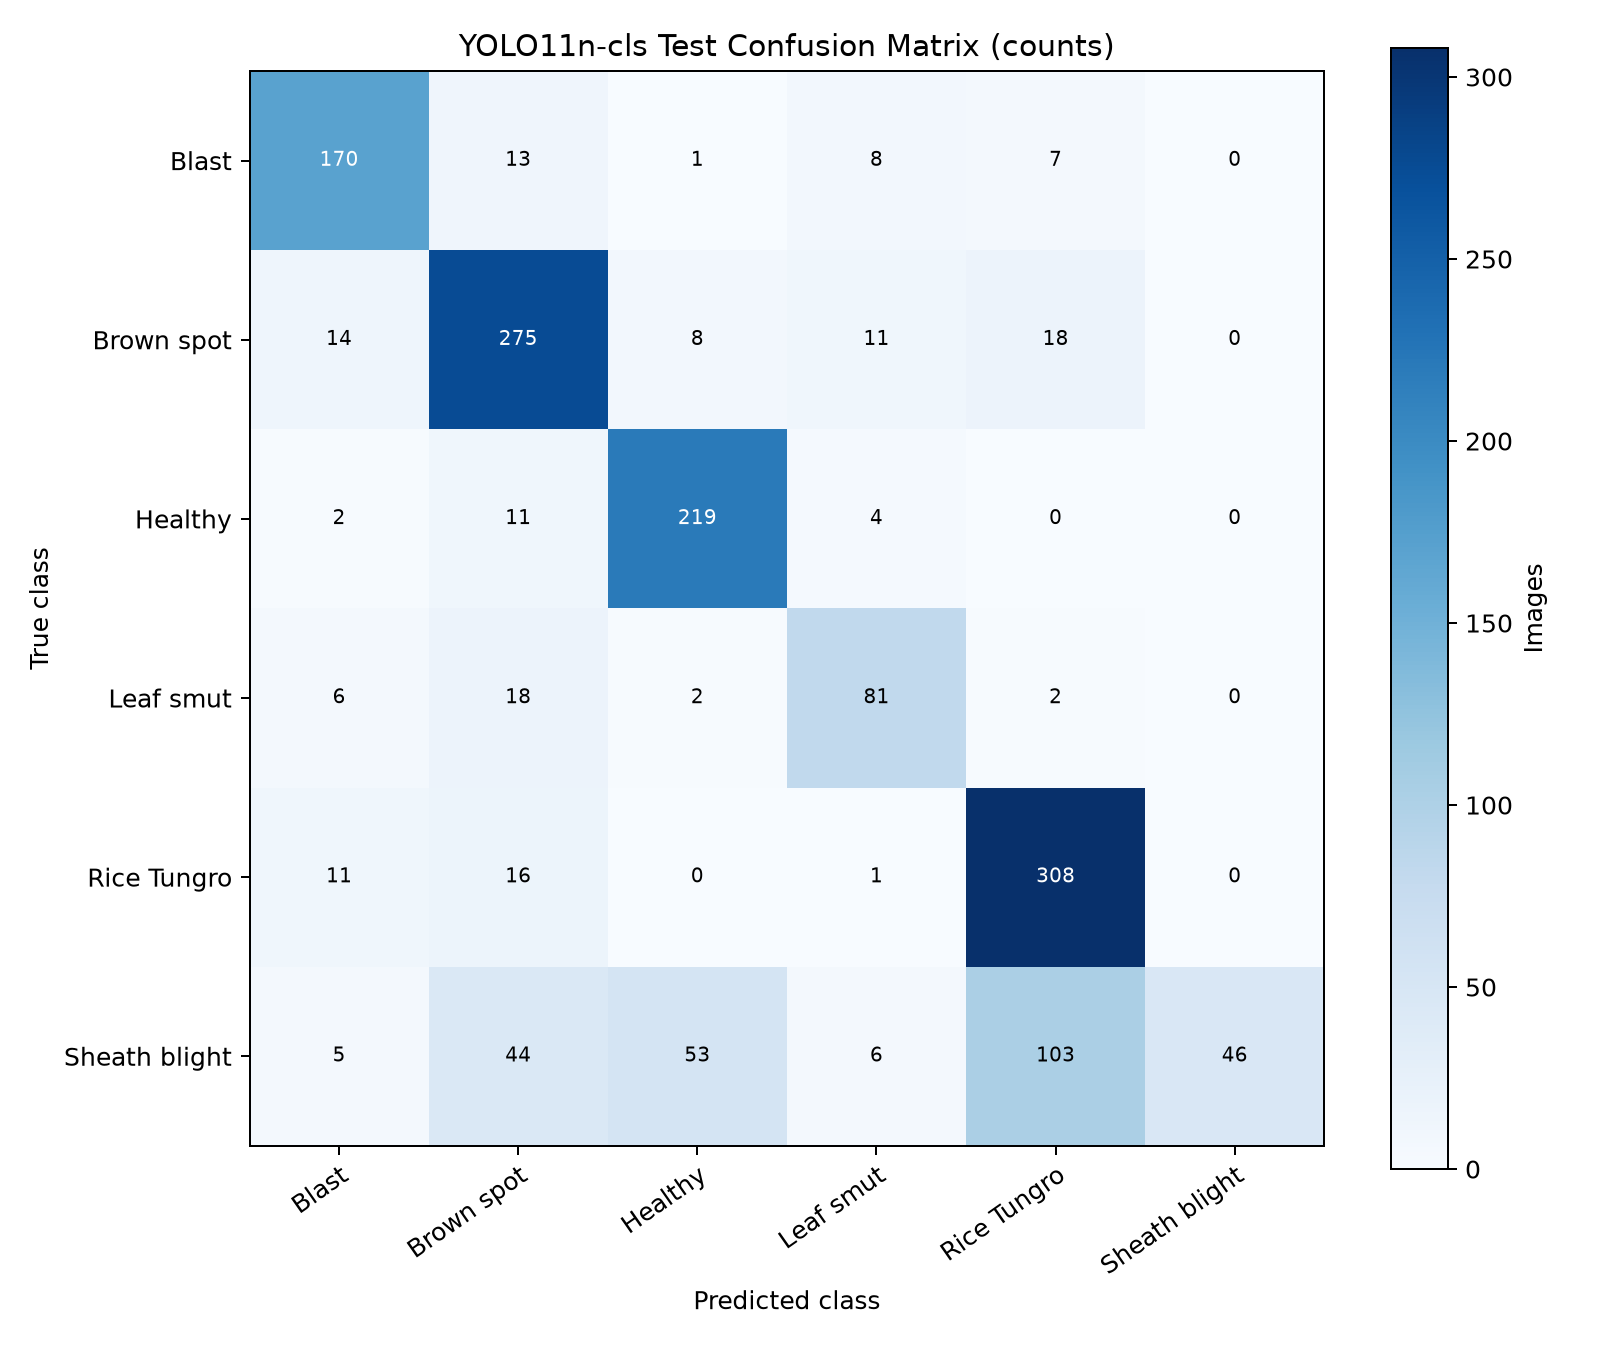 YOLO11n-cls Test Confusion Matrix (counts)
Blast 170 13 1 8 7 0
Brown spot 14 275 8 11 18 0
Healthy 2 11 219 4 0 0
Leaf smut 6 18 2 81 2 0
Rice Tungro 11 16 0 1 308 0
Sheath blight 5 44 53 6 103 46
True class
Blast Brown spot Healthy Leaf smut Rice Tungro Sheath blight
Predicted class
300
250
200
150
100
50
0
Images